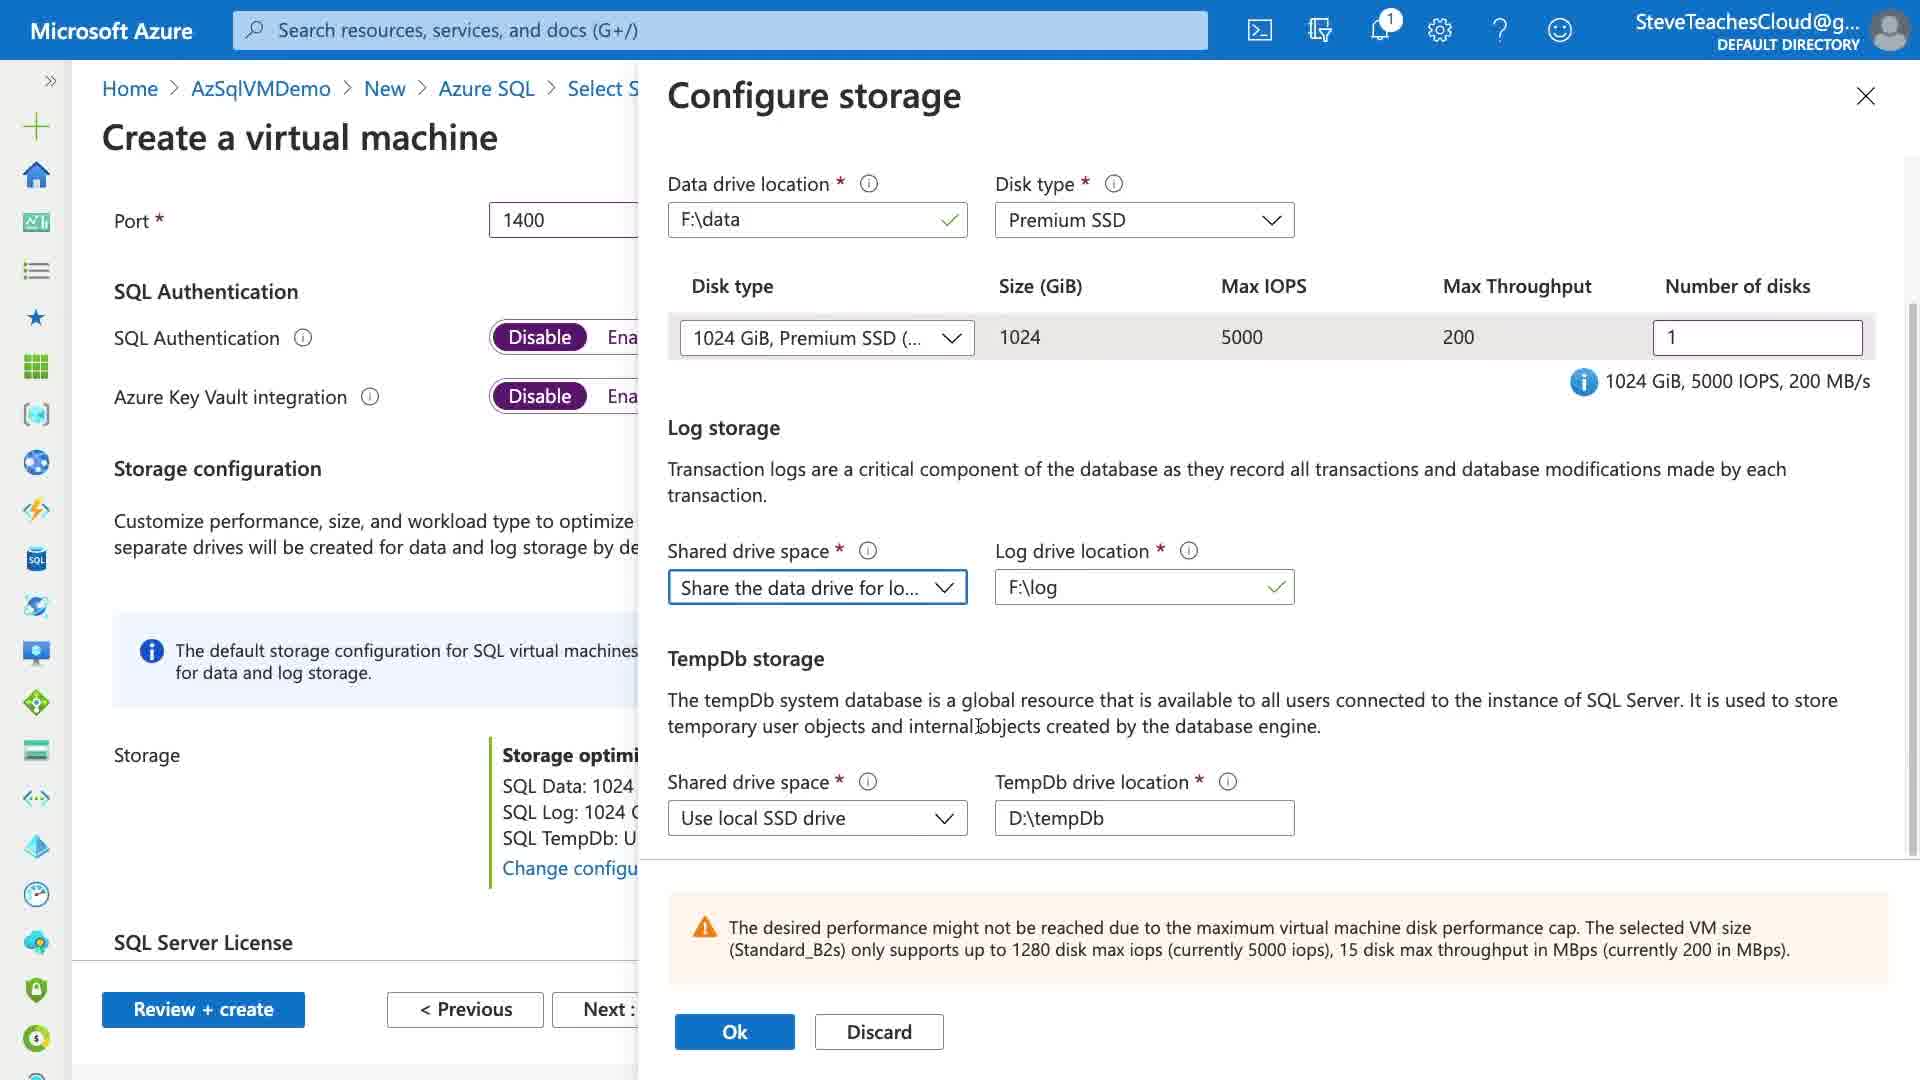 Microsoft Azure
Search resources, services, and docs (G+/)
1
SteveTeachesCloud@g...
DEFAULT DIRECTORY
Home > AzSqlVMDemo > New > Azure SQL > Select S
Create a virtual machine
Port *
1400
SQL Authentication
SQL Authentication
Disable
Ena
Azure Key Vault integration
Disable
Ena
Storage configuration
Customize performance, size, and workload type to optimize
separate drives will be created for data and log storage by de
The default storage configuration for SQL virtual machines
for data and log storage.
Storage
Storage optimi
SQL Data: 1024
SQL Log: 1024 G
SQL TempDb: U
Change configu
SQL Server License
Review + create
< Previous
Next :
Configure storage
Data drive location *
Disk type *
F:\data
Premium SSD
Disk type
Size (GiB)
Max IOPS
Max Throughput
Number of disks
1024 GiB, Premium SSD (...
1024
5000
200
1
1024 GiB, 5000 IOPS, 200 MB/s
Log storage
Transaction logs are a critical component of the database as they record all transactions and database modifications made by each
transaction.
Shared drive space *
Log drive location *
Share the data drive for lo...
F:\log
TempDb storage
The tempDb system database is a global resource that is available to all users connected to the instance of SQL Server. It is used to store
temporary user objects and internal objects created by the database engine.
Shared drive space *
TempDb drive location *
Use local SSD drive
D:\tempDb
The desired performance might not be reached due to the maximum virtual machine disk performance cap. The selected VM size
(Standard_B2s) only supports up to 1280 disk max iops (currently 5000 iops), 15 disk max throughput in MBps (currently 200 in MBps).
Ok
Discard
SQL